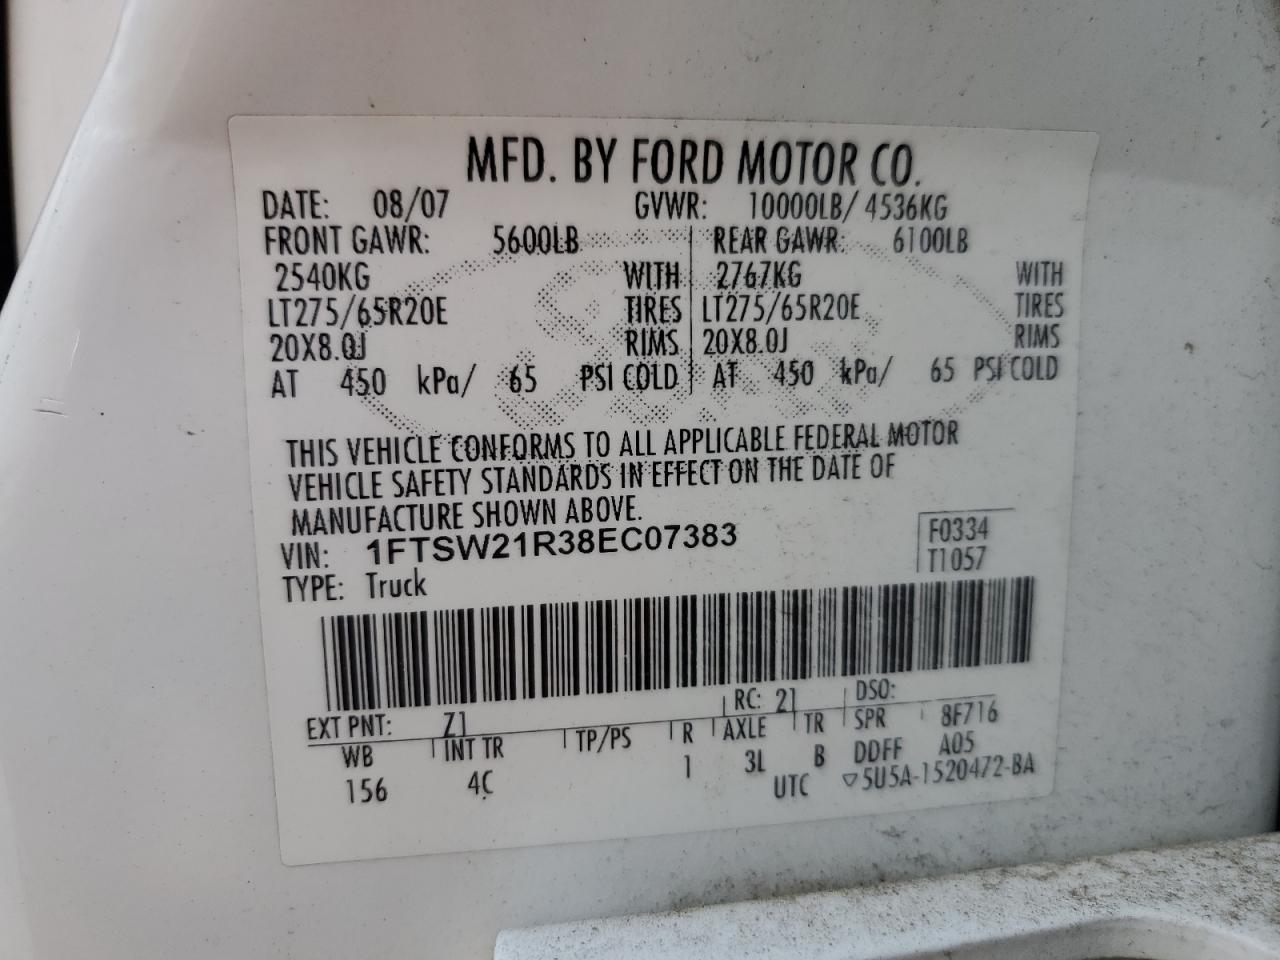 MFD. BY FORD MOTOR CO.
DATE: 08/07 GVWR: 10000LB/ 4536KG
FRONT GAWR: 5600LB REAR GAWR: 6100LB
2540KG WITH 2767KG WITH
LT275/65R20E TIRES LT275/65R20E TIRES
20X8.0J RIMS 20X8.0J RIMS
AT 450 kPa/ 65 PSI COLD AT 450 kPa/ 65 PSI COLD
THIS VEHICLE CONFORMS TO ALL APPLICABLE FEDERAL MOTOR
VEHICLE SAFETY STANDARDS IN EFFECT ON THE DATE OF
MANUFACTURE SHOWN ABOVE.
VIN: 1FTSW21R38EC07383 F0334
TYPE: Truck T1057
EXT PNT: Z1 RC: 21 DSO:
WB INT TR TP/PS R AXLE TR SPR 8F716
156 4C 1 3L B DDFF A05
UTC ▽5U5A-1520472-BA